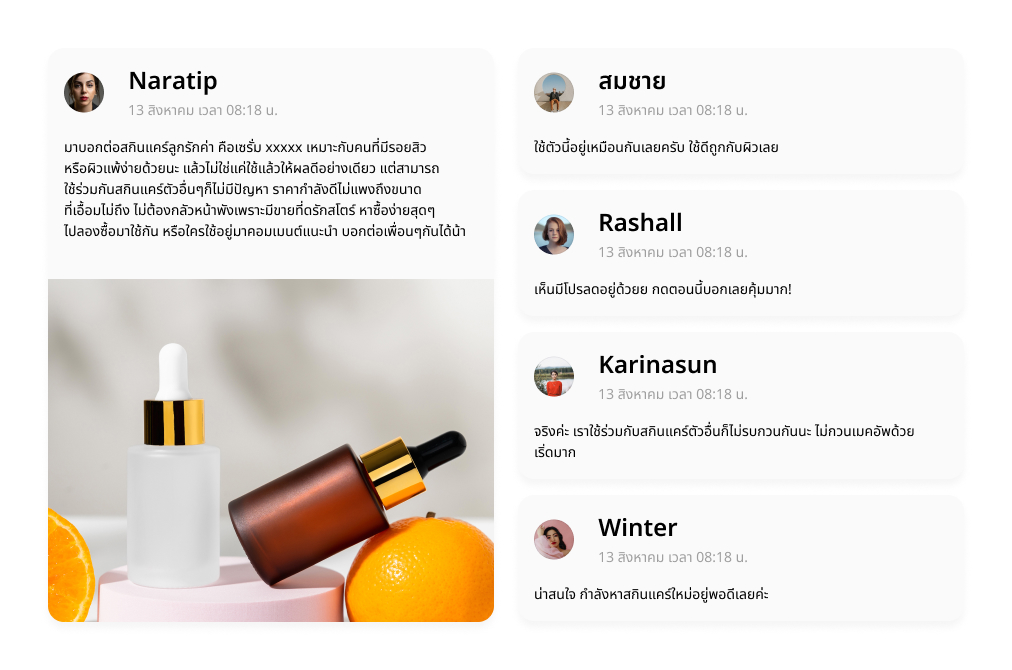 Naratip
13 สิงหาคม เวลา 08:18 น.
มาบอกต่อสกินแคร์ลูกรักค่า คือเซรั่ม xxxxx เหมาะกับคนที่มีรอยสิว
หรือผิวแพ้ง่ายด้วยนะ แล้วไม่ใช่แค่ใช้แล้วให้ผลดีอย่างเดียว แต่สามารถ
ใช้ร่วมกันสกินแคร์ตัวอื่นๆก็ไม่มีปัญหา ราคากำลังดีไม่แพงถึงขนาด
ที่เอื้อมไม่ถึง ไม่ต้องกลัวหน้าพังเพราะมีขายที่ดรักสโตร์ หาซื้อง่ายสุดๆ
ไปลองซื้อมาใช้กัน หรือใครใช้อยู่มาคอมเมนต์แนะนำ บอกต่อเพื่อนๆกันได้น้า
สมชาย
13 สิงหาคม เวลา 08:18 น.
ใช้ตัวนี้อยู่เหมือนกันเลยครับ ใช้ดีถูกกับผิวเลย
Rashall
13 สิงหาคม เวลา 08:18 น.
เห็นมีโปรลดอยู่ด้วยย กดตอนนี้บอกเลยคุ้มมาก!
Karinasun
13 สิงหาคม เวลา 08:18 น.
จริงค่ะ เราใช้ร่วมกับสกินแคร์ตัวอื่นก็ไม่รบกวนกันนะ ไม่กวนเมคอัพด้วย
เริ่ดมาก
Winter
13 สิงหาคม เวลา 08:18 น.
น่าสนใจ กำลังหาสกินแคร์ใหม่อยู่พอดีเลยค่ะ